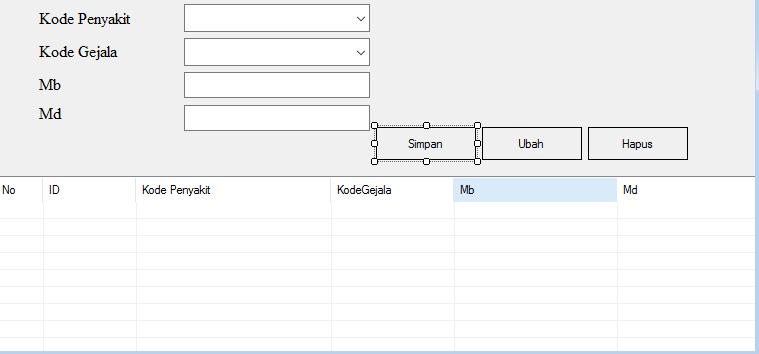 Kode Penyakit
Kode Gejala
Mb
Md
Simpan Ubah Hapus
No ID Kode Penyakit KodeGejala Mb Md